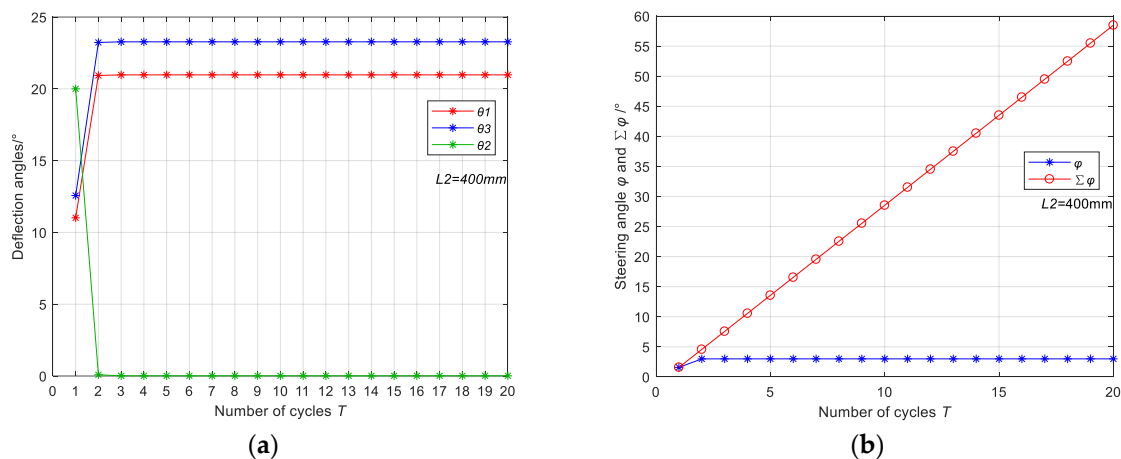 25
20
15
10
5
0
Deflection angles/°
θ1
θ3
θ2
L2=400mm
0 1 2 3 4 5 6 7 8 9 10 11 12 13 14 15 16 17 18 19 20
Number of cycles T
(a)
60
55
50
45
40
35
30
25
20
15
10
5
0
Steering angle φ and Σφ /°
φ
Σφ
L2=400mm
0 5 10 15 20
Number of cycles T
(b)